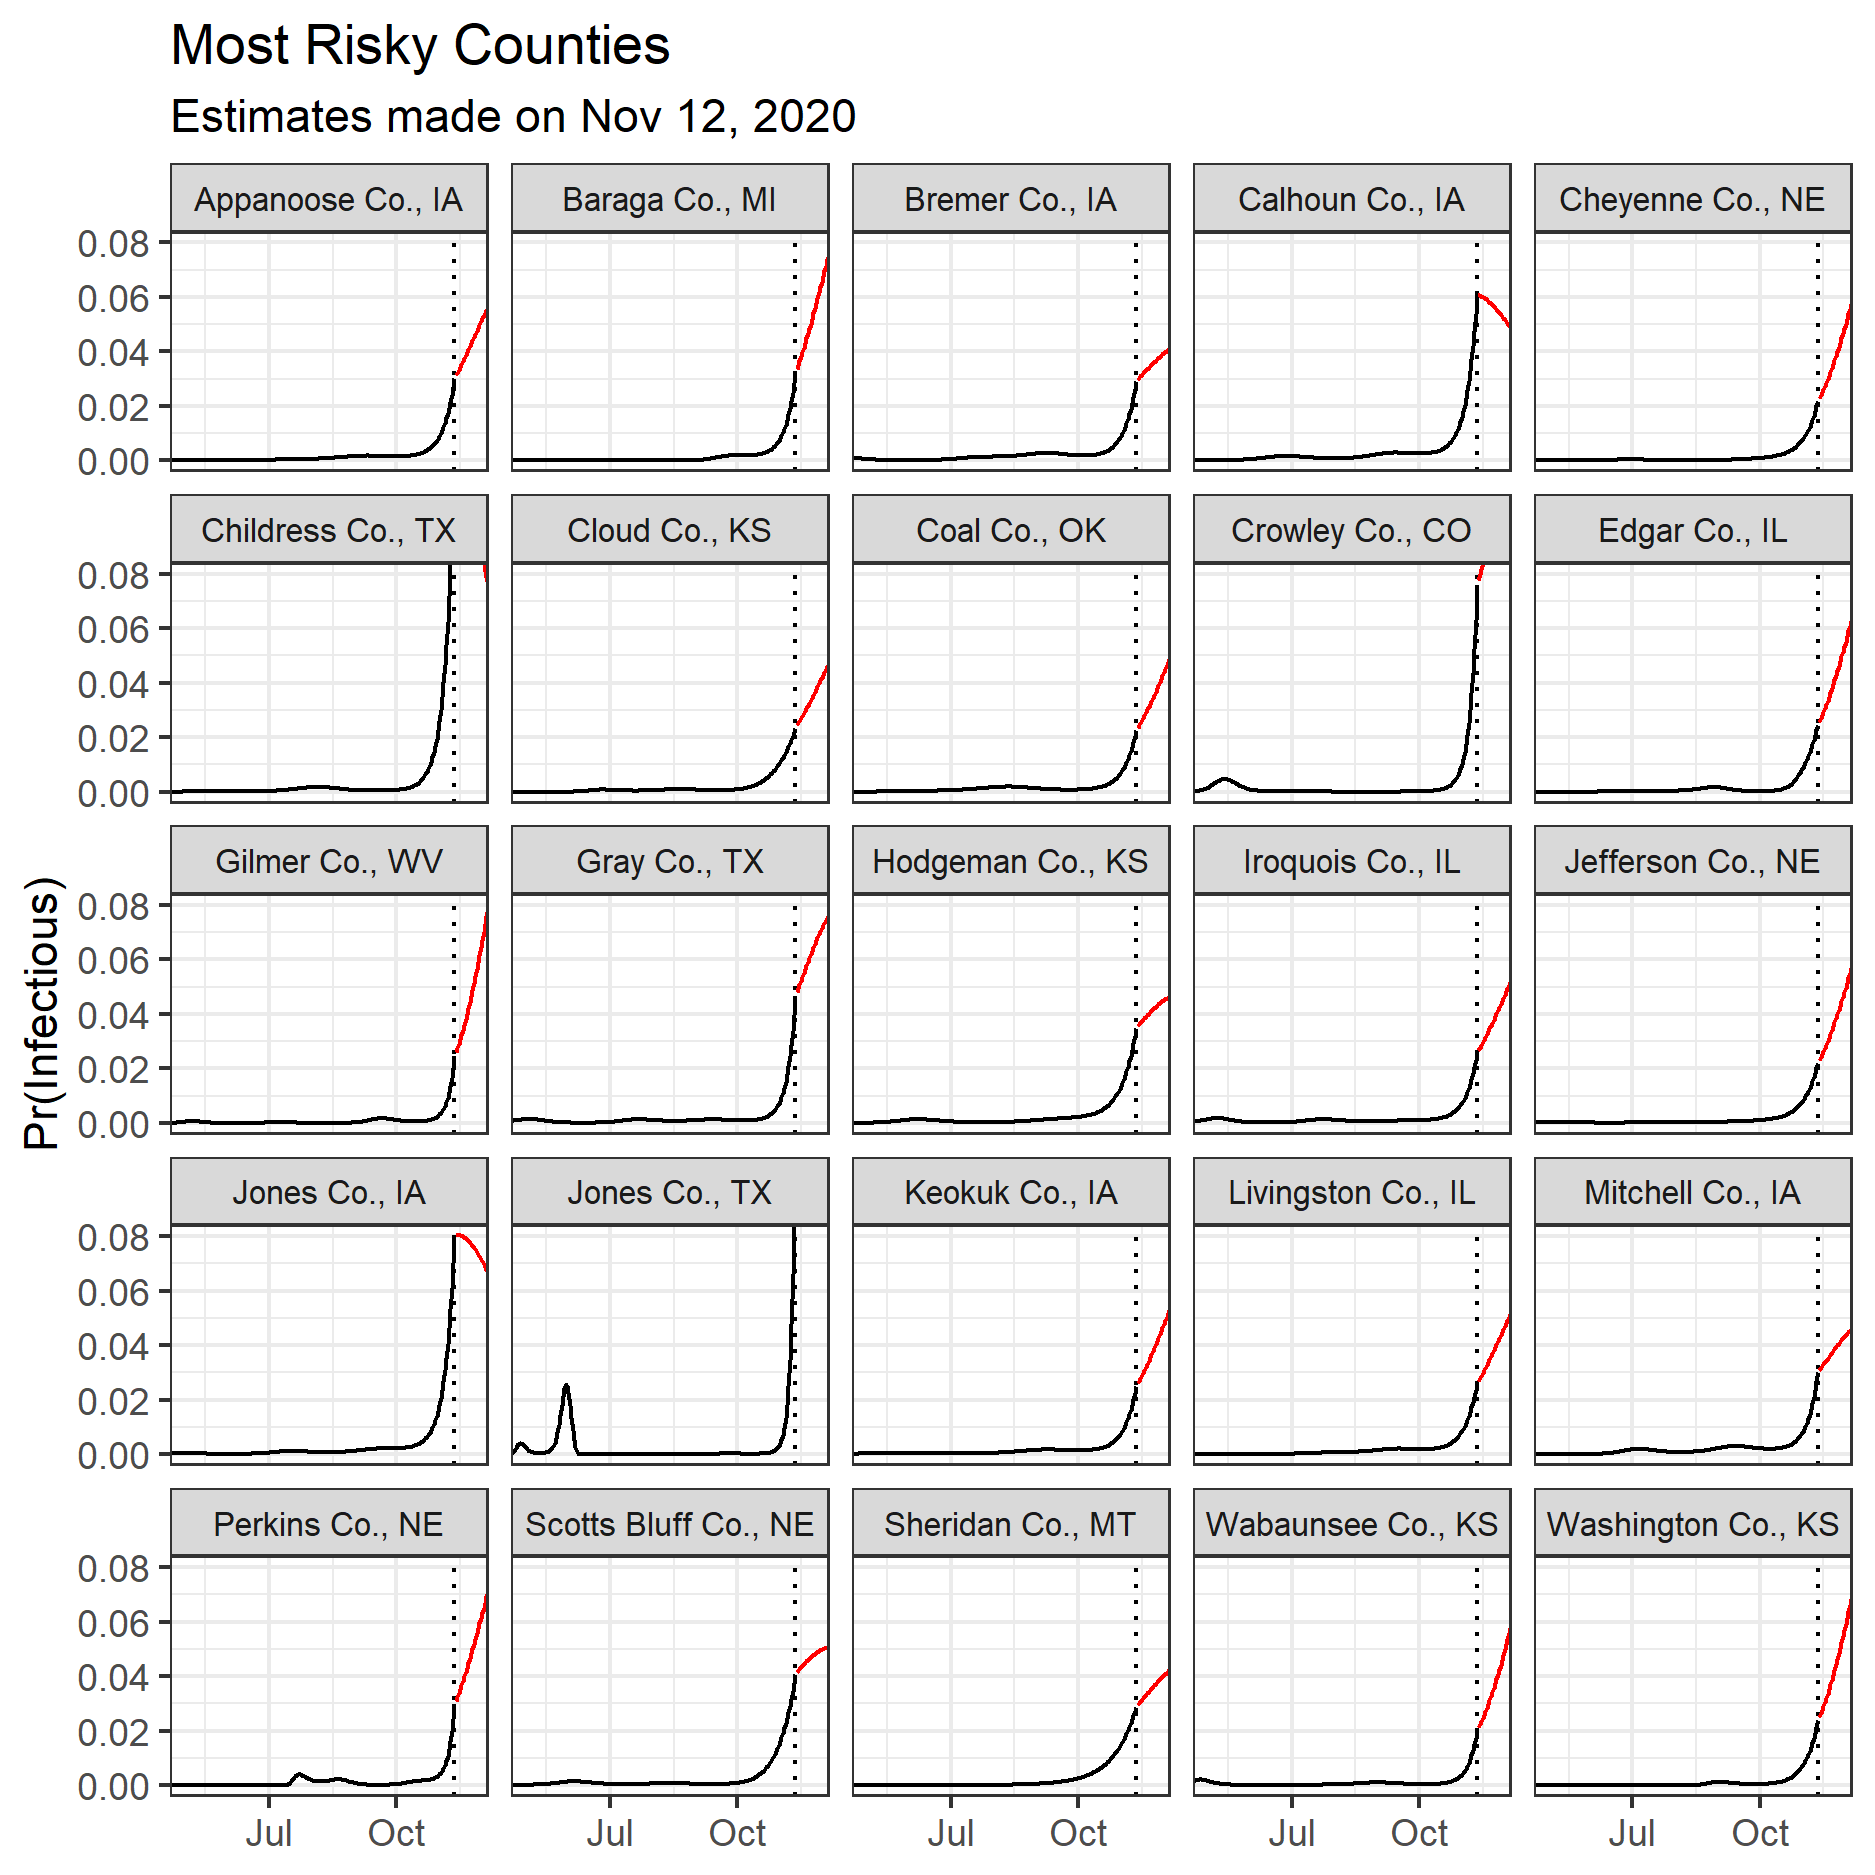 Most Risky Counties
Estimates made on Nov 12, 2020
Appanoose Co., IA
Baraga Co., MI
Bremer Co., IA
Calhoun Co., IA
Cheyenne Co., NE
0.08
0.06
0.04
0.02
0.00
Childress Co., TX
Cloud Co., KS
Coal Co., OK
Crowley Co., CO
Edgar Co., IL
0.08
0.06
0.04
0.02
0.00
Gilmer Co., WV
Gray Co., TX
Hodgeman Co., KS
Iroquois Co., IL
Jefferson Co., NE
0.08
0.06
0.04
0.02
0.00
Pr(Infectious)
Jones Co., IA
Jones Co., TX
Keokuk Co., IA
Livingston Co., IL
Mitchell Co., IA
0.08
0.06
0.04
0.02
0.00
Perkins Co., NE
Scotts Bluff Co., NE
Sheridan Co., MT
Wabaunsee Co., KS
Washington Co., KS
0.08
0.06
0.04
0.02
0.00
Jul Oct
Jul Oct
Jul Oct
Jul Oct
Jul Oct